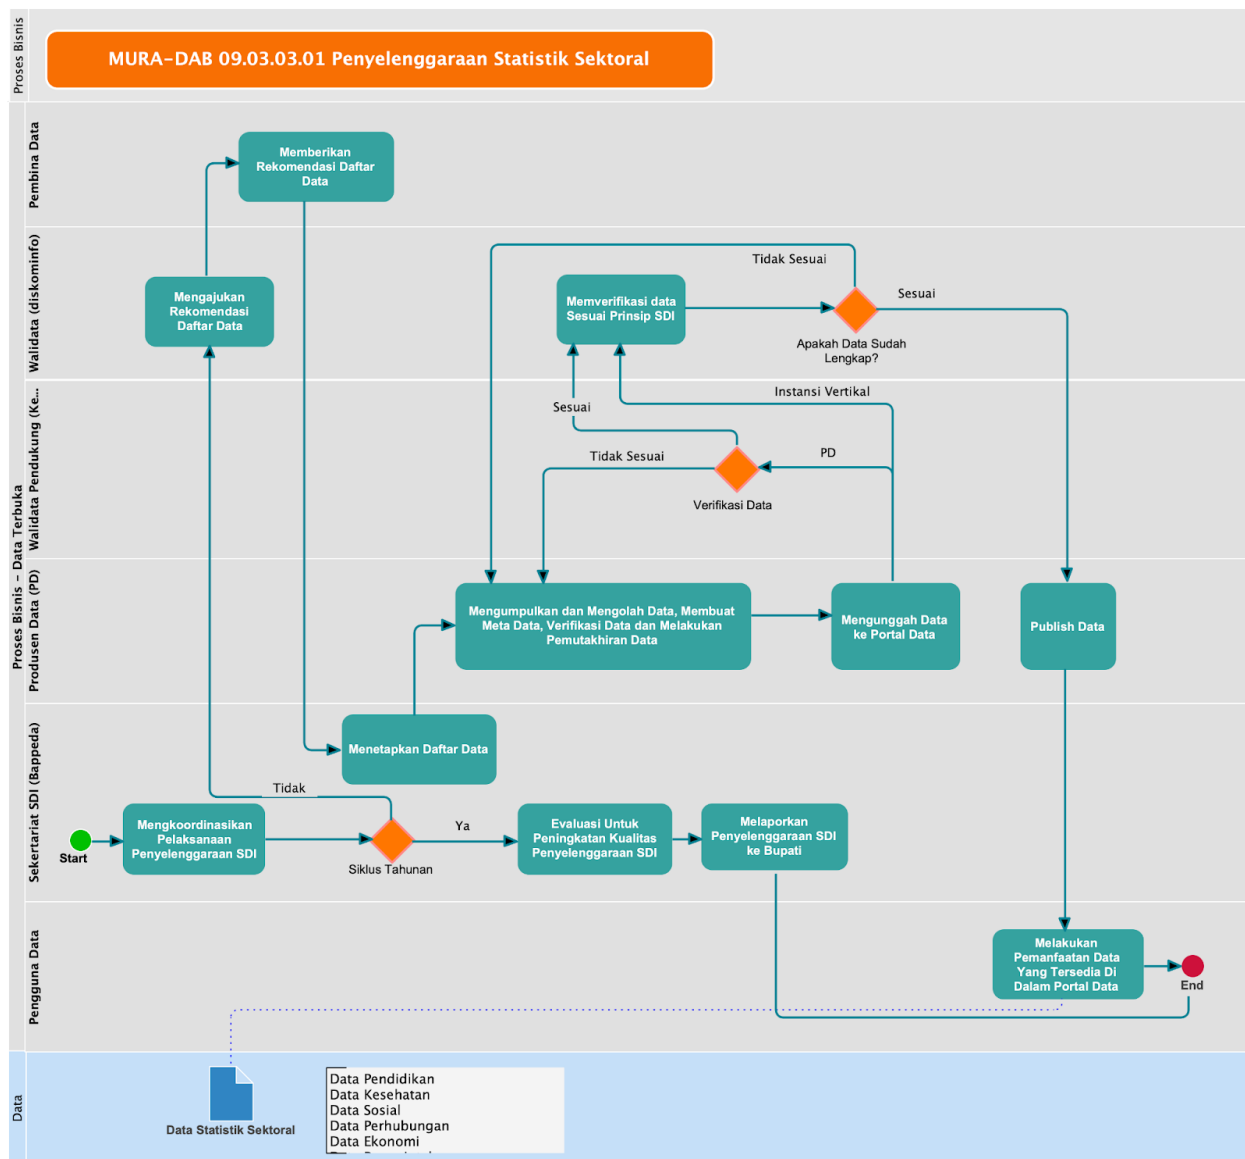 Proses Bisnis
MURA-DAB 09.03.03.01 Penyelenggaraan Statistik Sektoral
Proses Bisnis - Data Terbuka
Pembina Data
Memberikan
Rekomendasi Daftar
Data
Walidata (diskominfo)
Mengajukan
Rekomendasi
Daftar Data
Memverifikasi data
Sesuai Prinsip SDI
Tidak Sesuai
Sesuai
Apakah Data Sudah
Lengkap?
Walidata Pendukung (Ke...
Instansi Vertikal
Sesuai
Tidak Sesuai
PD
Verifikasi Data
Produsen Data (PD)
Mengumpulkan dan Mengolah Data, Membuat
Meta Data, Verifikasi Data dan Melakukan
Pemutakhiran Data
Mengunggah Data
ke Portal Data
Publish Data
Sekertariat SDI (Bappeda)
Menetapkan Daftar Data
Tidak
Start
Mengkoordinasikan
Pelaksanaan
Penyelenggaraan SDI
Siklus Tahunan
Ya
Evaluasi Untuk
Peningkatan Kualitas
Penyelenggaraan SDI
Melaporkan
Penyelenggaraan SDI
ke Bupati
Pengguna Data
Melakukan
Pemanfaatan Data
Yang Tersedia Di
Dalam Portal Data
End
Data
Data Statistik Sektoral
Data Pendidikan
Data Kesehatan
Data Sosial
Data Perhubungan
Data Ekonomi